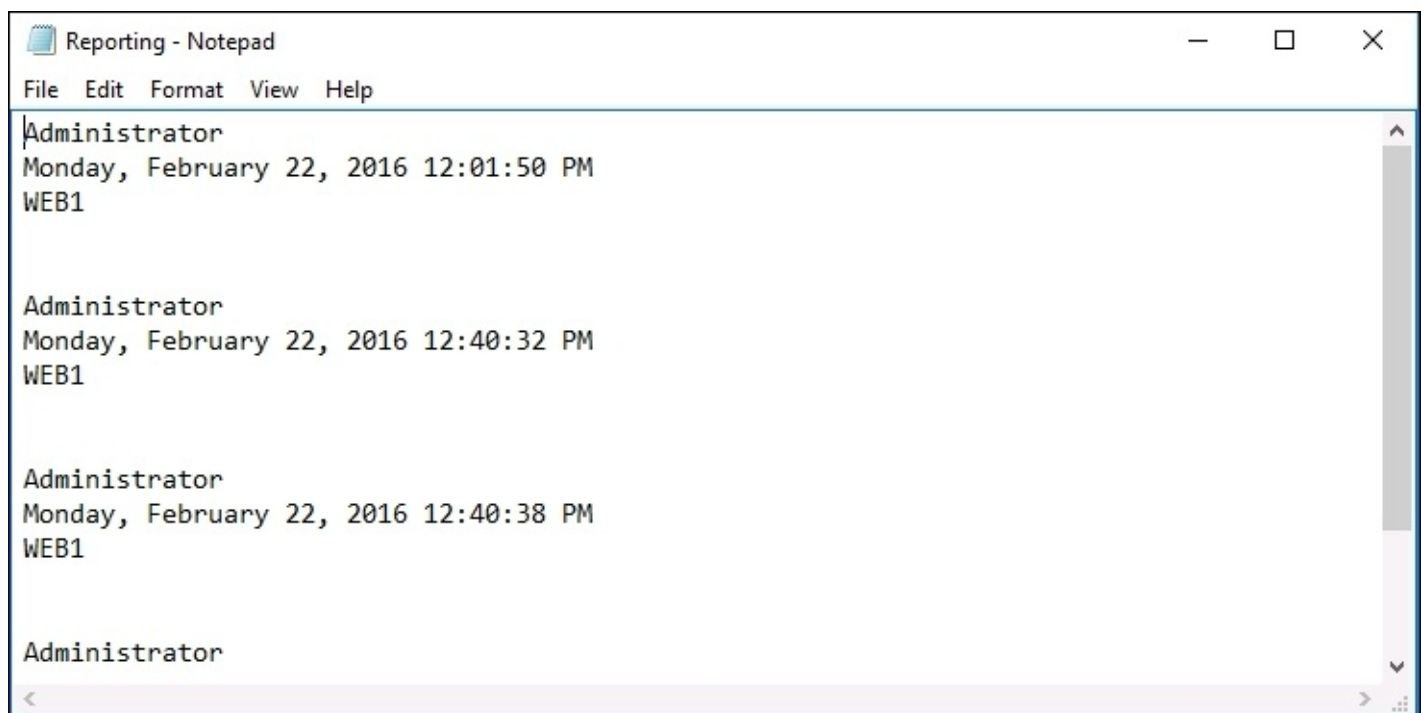 Reporting - Notepad
File Edit Format View Help
Administrator
Monday, February 22, 2016 12:01:50 PM
WEB1
Administrator
Monday, February 22, 2016 12:40:32 PM
WEB1
Administrator
Monday, February 22, 2016 12:40:38 PM
WEB1
Administrator